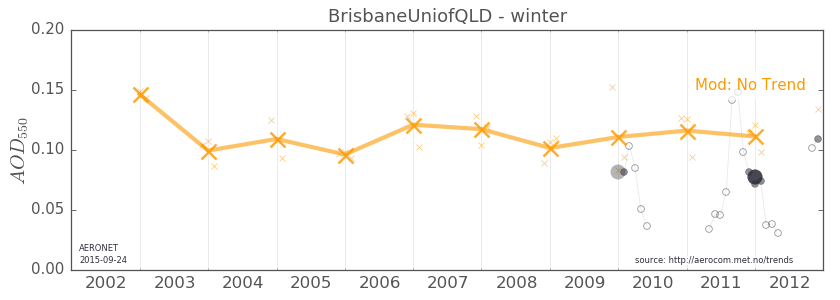 BrisbaneUniofQLD - winter
0.20
0.15
0.10
0.05
0.00
AOD550
Mod: No Trend
AERONET
2015-09-24
source: http://aerocom.met.no/trends
2002 2003 2004 2005 2006 2007 2008 2009 2010 2011 2012